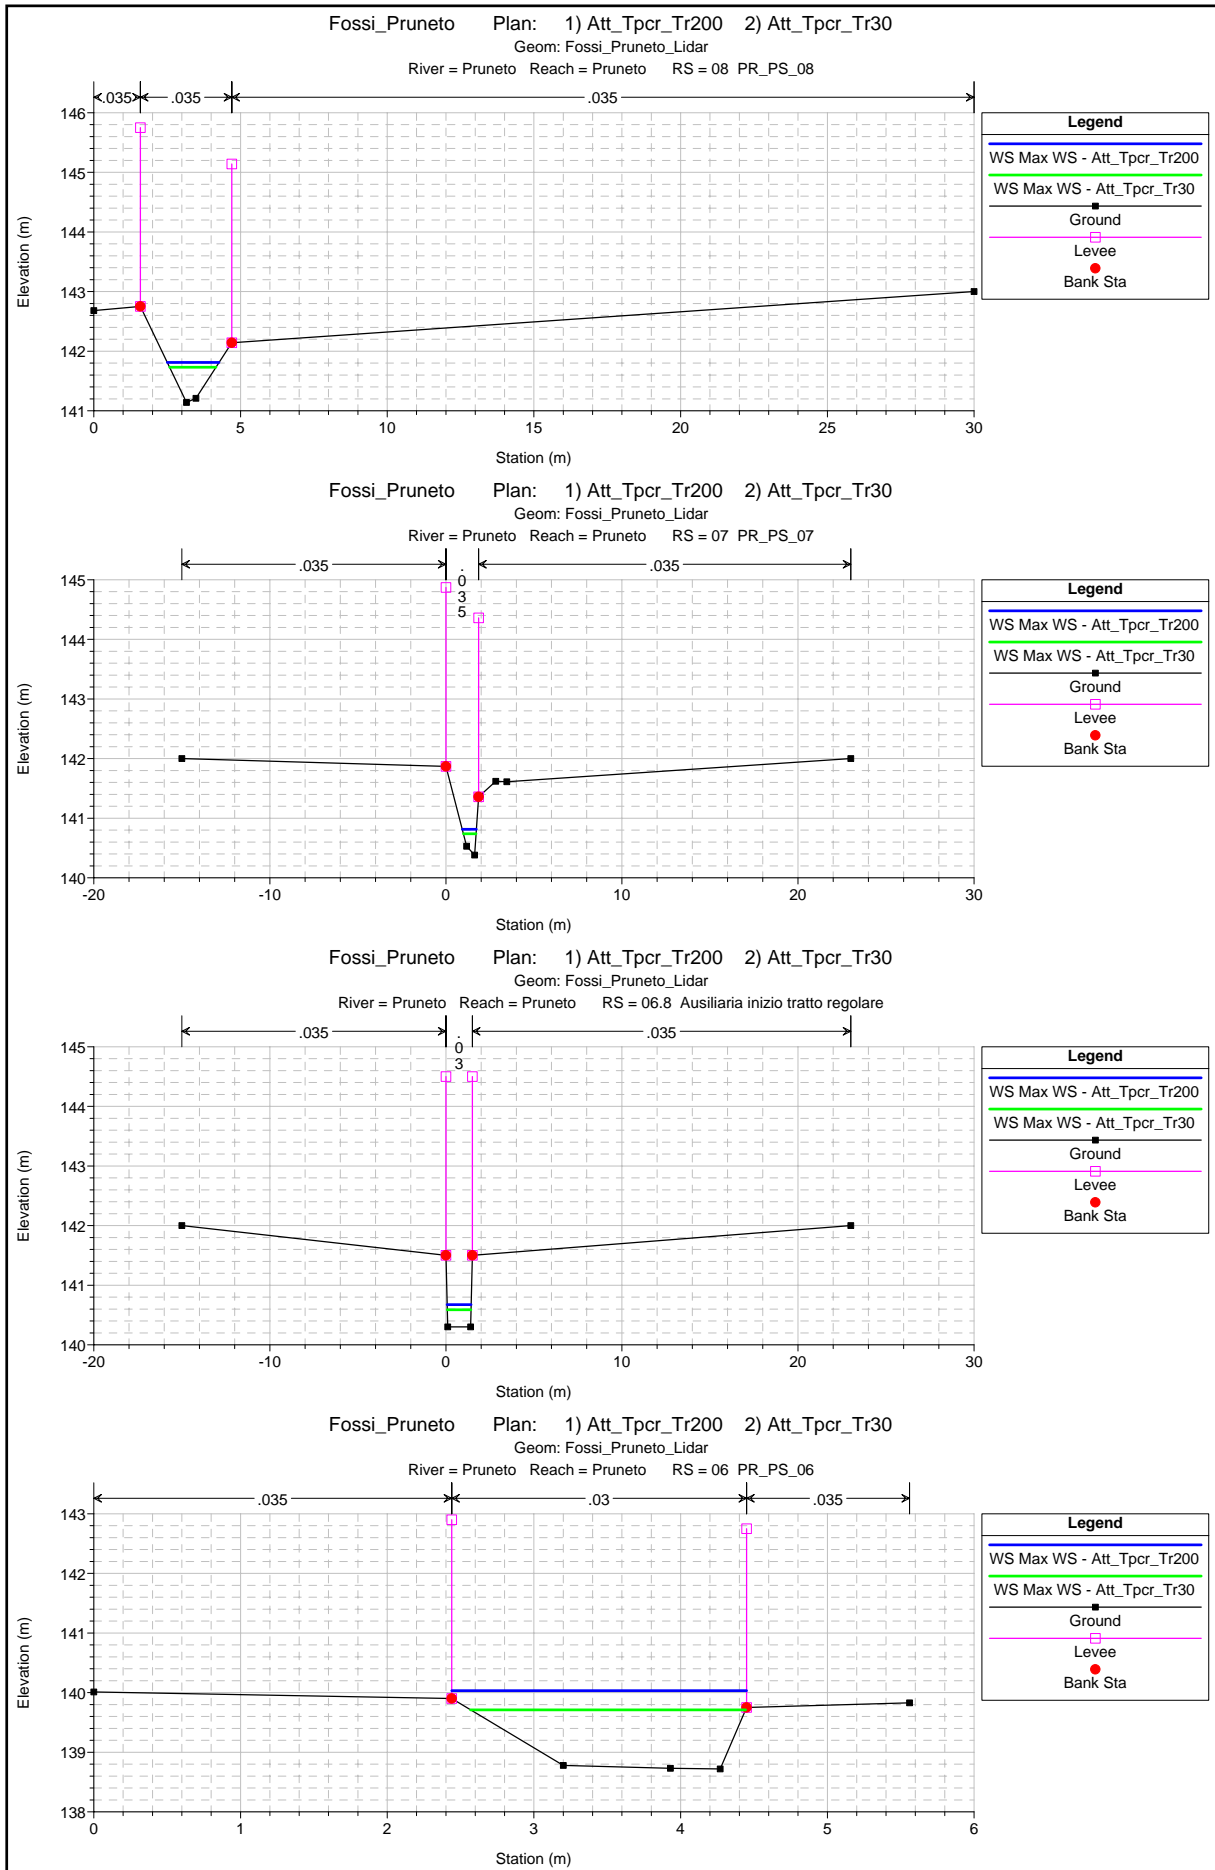 Fossi_Pruneto Plan: 1) Att_Tpcr_Tr200 2) Att_Tpcr_Tr30
Geom: Fossi_Pruneto_Lidar
River = Pruneto Reach = Pruneto RS = 08 PR_PS_08
.035 .035 .035
146
145
144
143
142
141
0 5 10 15 20 25 30
Station (m)
Elevation (m)
Legend
WS Max WS - Att_Tpcr_Tr200
WS Max WS - Att_Tpcr_Tr30
Ground
Levee
Bank Sta
Fossi_Pruneto Plan: 1) Att_Tpcr_Tr200 2) Att_Tpcr_Tr30
Geom: Fossi_Pruneto_Lidar
River = Pruneto Reach = Pruneto RS = 07 PR_PS_07
.035 .035 .035
145
144
143
142
141
140
-20 -10 0 10 20 30
Station (m)
Elevation (m)
Legend
WS Max WS - Att_Tpcr_Tr200
WS Max WS - Att_Tpcr_Tr30
Ground
Levee
Bank Sta
Fossi_Pruneto Plan: 1) Att_Tpcr_Tr200 2) Att_Tpcr_Tr30
Geom: Fossi_Pruneto_Lidar
River = Pruneto Reach = Pruneto RS = 06.8 Ausiliaria inizio tratto regolare
.035 .03 .035
145
144
143
142
141
140
-20 -10 0 10 20 30
Station (m)
Elevation (m)
Legend
WS Max WS - Att_Tpcr_Tr200
WS Max WS - Att_Tpcr_Tr30
Ground
Levee
Bank Sta
Fossi_Pruneto Plan: 1) Att_Tpcr_Tr200 2) Att_Tpcr_Tr30
Geom: Fossi_Pruneto_Lidar
River = Pruneto Reach = Pruneto RS = 06 PR_PS_06
.035 .03 .035
143
142
141
140
139
138
0 1 2 3 4 5 6
Station (m)
Elevation (m)
Legend
WS Max WS - Att_Tpcr_Tr200
WS Max WS - Att_Tpcr_Tr30
Ground
Levee
Bank Sta